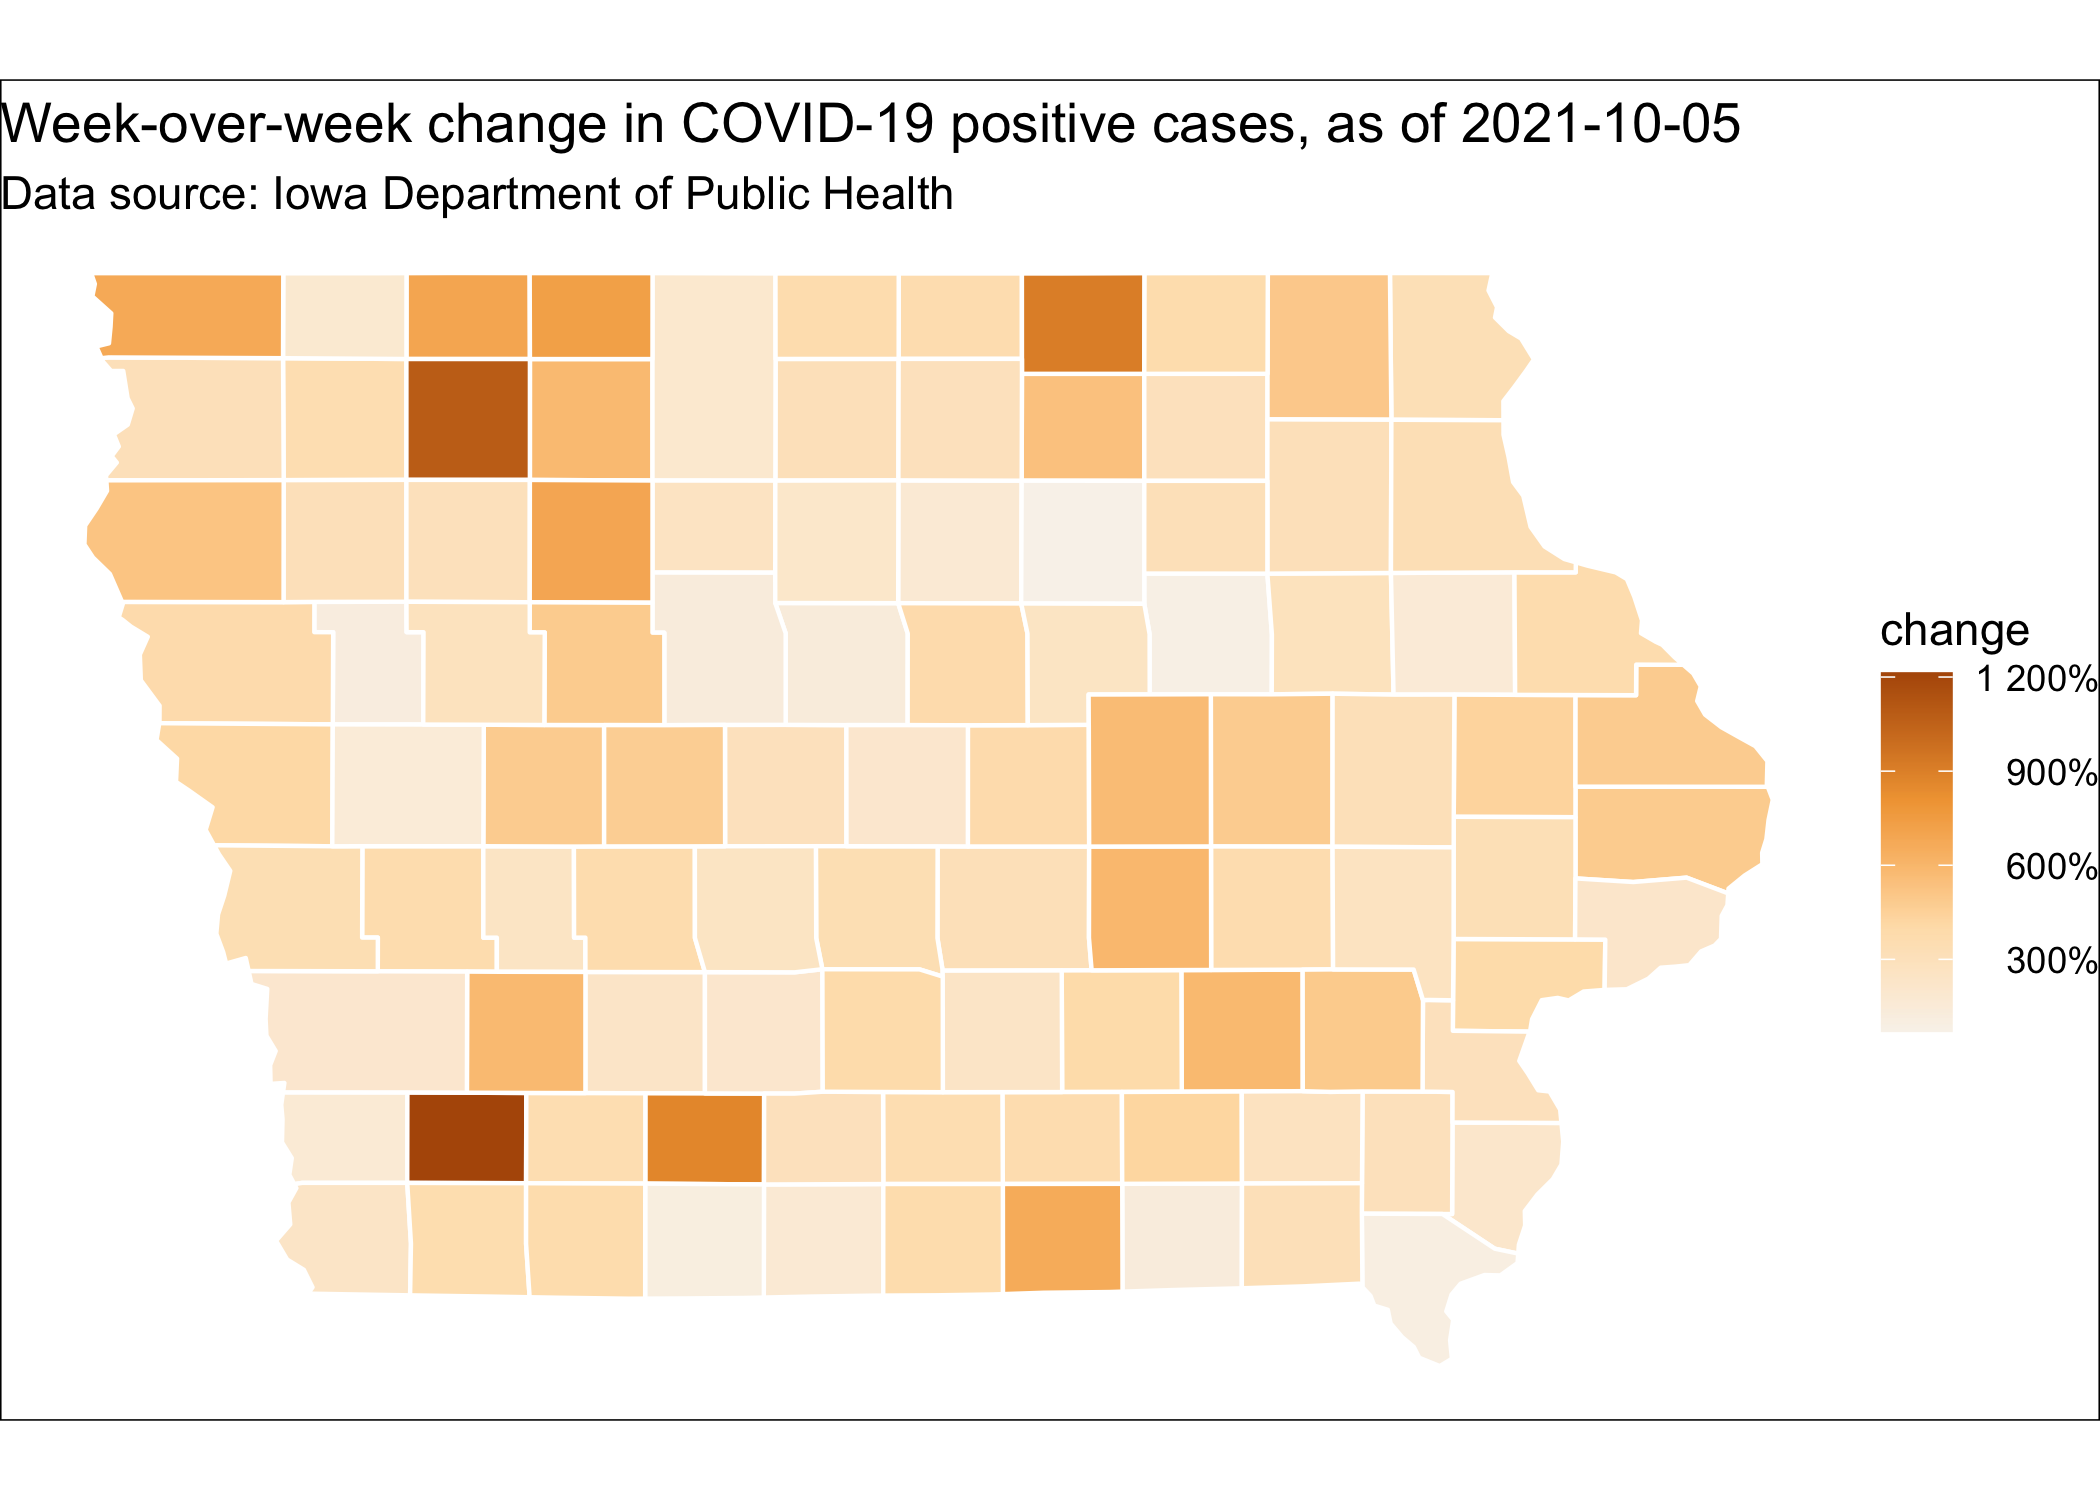 Week-over-week change in COVID-19 positive cases, as of 2021-10-05
Data source: Iowa Department of Public Health
change
1 200%
900%
600%
300%